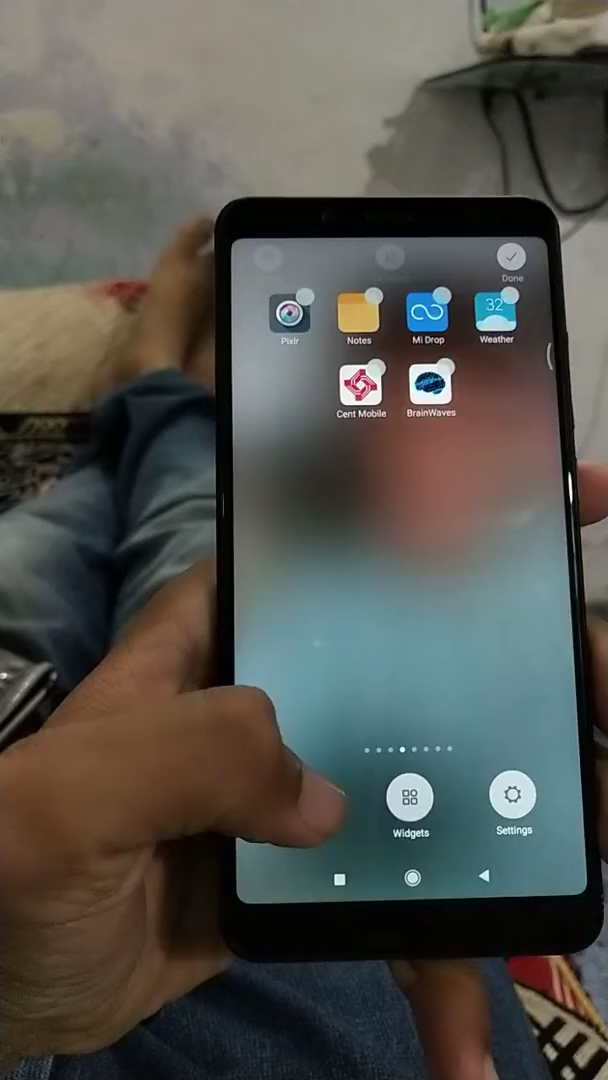 Done
Pixlr
Notes
Mi Drop
32
Weather
Cent Mobile
BrainWaves
Widgets
Settings